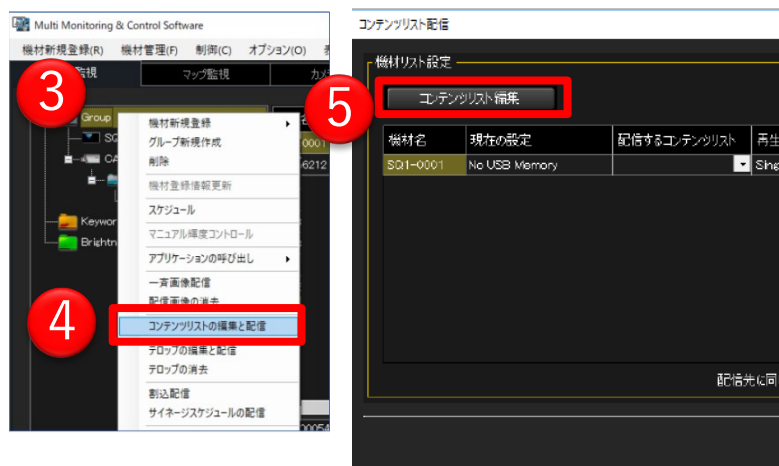 Multi Monitoring & Control Software
機材新規登録(R) 機材管理(F) 制御(C) オプション(O)
3
監視 マップ監視 カメ
Group
機材新規登録
グループ新規作成
削除
機材登録情報更新
スケジュール
マニュアル輝度コントロール
アプリケーションの呼び出し
一斉画像配信
配信画像の消去
コンテンツリストの編集と配信
テロップの編集と配信
テロップの消去
割込配信
サイネージスケジュールの配信
SQ
CA
Keywor
Brightn
0001
6212
00054
4
コンテンツリスト配信
機材リスト設定
5
コンテンツリスト編集
機材名 現在の設定 配信するコンテンツリスト 再生
SQ1-0001 No USB Memory Sing
配信先に同